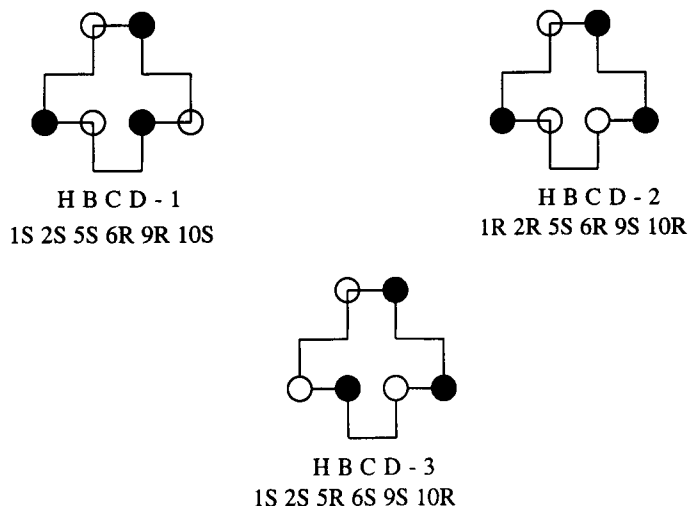 H B C D - 1
1S 2S 5S 6R 9R 10S
H B C D - 2
1R 2R 5S 6R 9S 10R
H B C D - 3
1S 2S 5R 6S 9S 10R